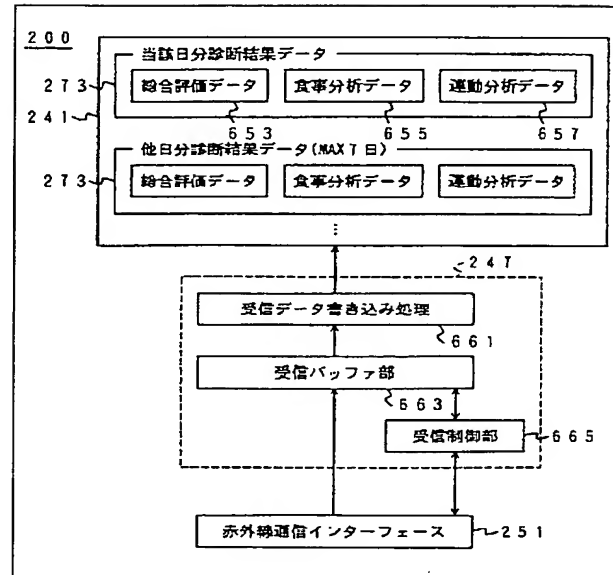 200
当該日分診断結果データ
273
総合評価データ 食事分析データ 運動分析データ
241
653 655 657
他日分診断結果データ(MAX7日)
273
総合評価データ 食事分析データ 運動分析データ
…
247
受信データ書き込み処理
661
受信バッファ部
663
受信制御部
665
赤外線通信インターフェース
251